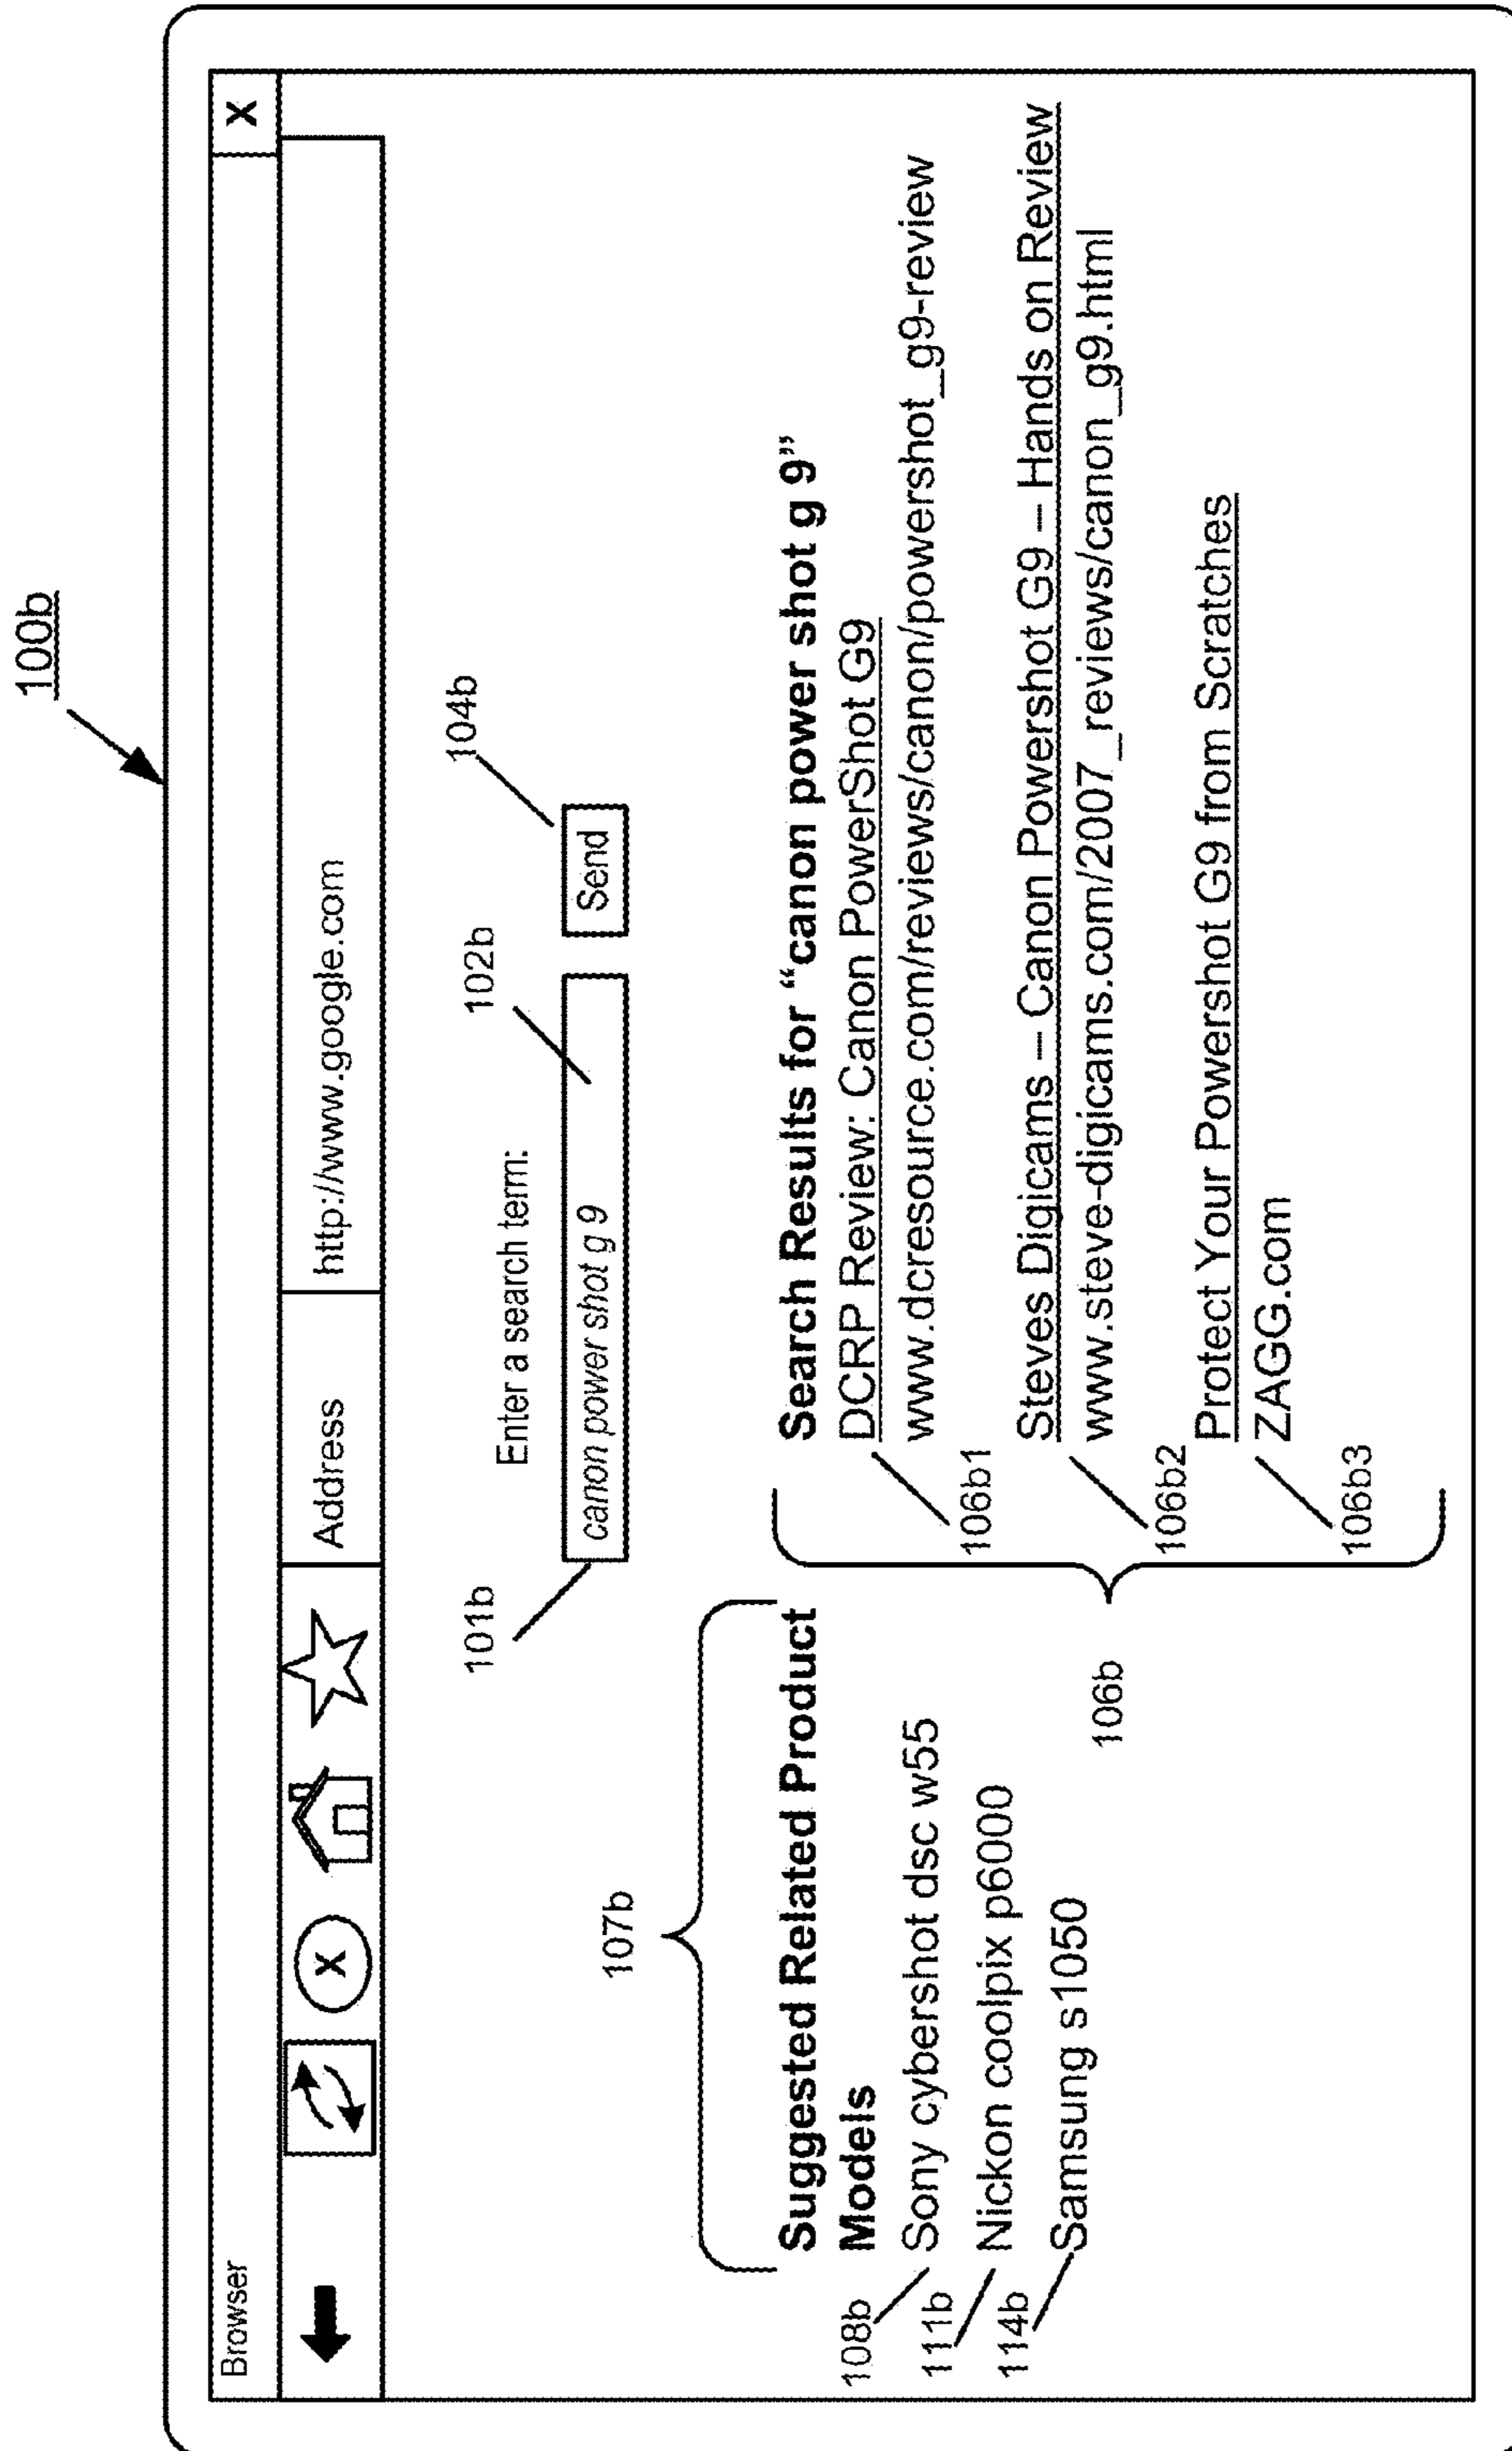 100b
Browser
X
X
Address
http://www.google.com
Enter a search term:
101b
102b
104b
canon power shot g 9
Send
107b
Suggested Related Product
Models
108b
Sony cybershot dsc w55
111b
Nickon coolpix p6000
114b
Samsung s1050
106b
Search Results for “canon power shot g 9”
DCRP Review: Canon PowerShot G9
www.dcresource.com/reviews/canon/powershot_g9-review
106b1
Steves Digicams – Canon Powershot G9 – Hands on Review
www.steve-digicams.com/2007_reviews/canon_g9.html
106b2
Protect Your Powershot G9 from Scratches
ZAGG.com
106b3